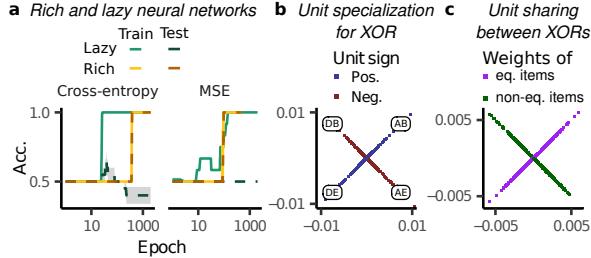 a Rich and lazy neural networks
Train Test
Lazy
Rich
Cross-entropy MSE
1.0
0.5
Acc.
10 1000 10 1000
Epoch
b Unit specialization
for XOR
Unit sign
Pos.
Neg.
0.01
DB AB
DE AE
−0.01
−0.01 0.01
c Unit sharing
between XORs
Weights of
eq. items
non-eq. items
0.005
−0.005
−0.005 0.005